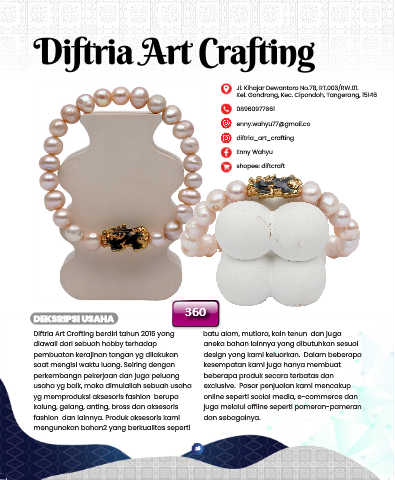 Diftria Art Crafting
Jl. Kihajar Dewantoro No.78, RT.003/RW.01.
Kel. Gondrong, Kec. Cipondoh, Tangerang, 15146
enny.wahyu77@gmail.co
diftria_art_crafting
Enny Wahyu
shopee: diftcraft
360
DEKSRIPSI USAHA
Diftria Art Crafting berdiri tahun 2016 yang
diawali dari sebuah hobby terhadap
pembuatan kerajinan tangan yg dilakukan
saat mengisi waktu luang. Seiring dengan
perkembangn pekerjaan dan juga peluang
usaha yg baik, maka dimulailah sebuah usaha
yg memproduksi aksesoris fashion berupa
kalung, gelang, anting, bross dan aksesoris
fashion dan lainnya. Produk aksesoris kami
mengunakan bahan2 yang berkualitas seperti
batu alam, mutiara, kain tenun dan juga
aneka bahan lainnya yang dibutuhkan sesuai
design yang kami keluarkan. Dalam beberapa
kesempatan kami juga hanya membuat
beberapa produk secara terbatas dan
exclusive. Pasar penjualan kami mencakup
online seperti social media, e-commerce dan
juga melalui offline seperti pameran-pameran
dan sebagainya.